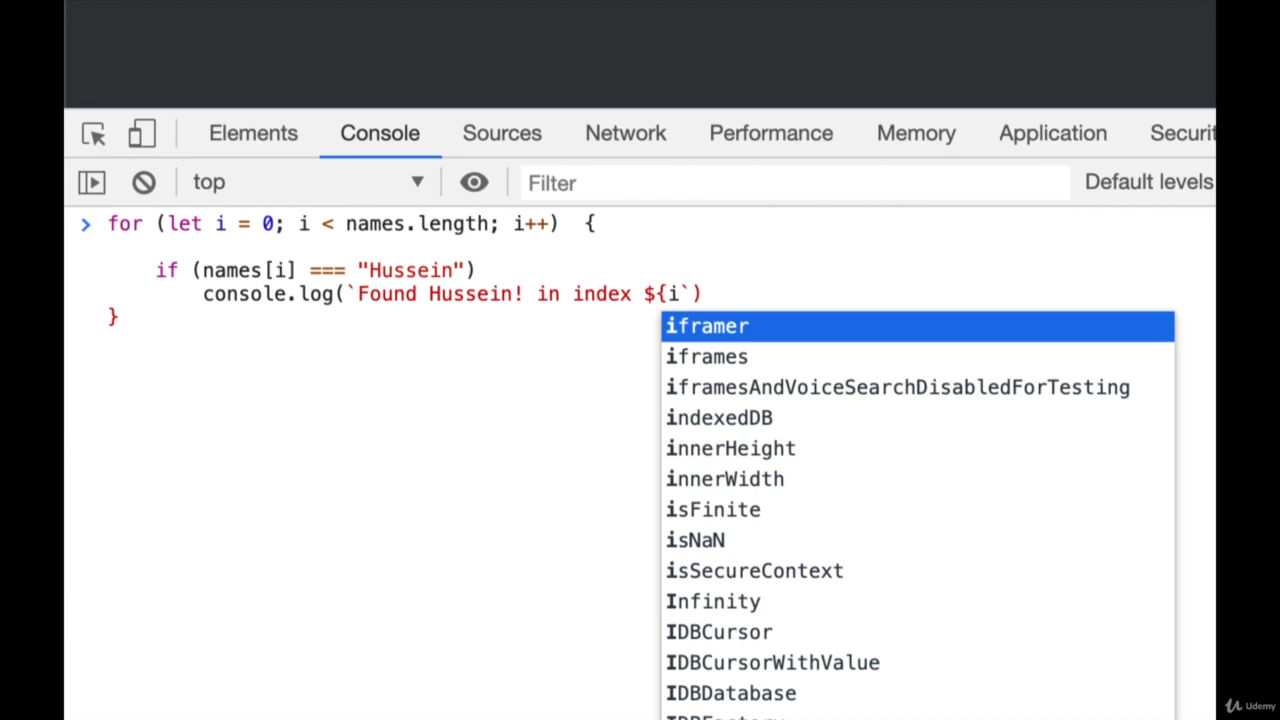 Elements Console Sources Network Performance Memory Application Securit
top ▼ Filter Default levels
> for (let i = 0; i < names.length; i++)  {
if (names[i] === "Hussein")
console.log(`Found Hussein! in index ${i`)
}
iframer
iframes
iframesAndVoiceSearchDisabledForTesting
indexedDB
innerHeight
innerWidth
isFinite
isNaN
isSecureContext
Infinity
IDBCursor
IDBCursorWithValue
IDBDatabase
Udemy